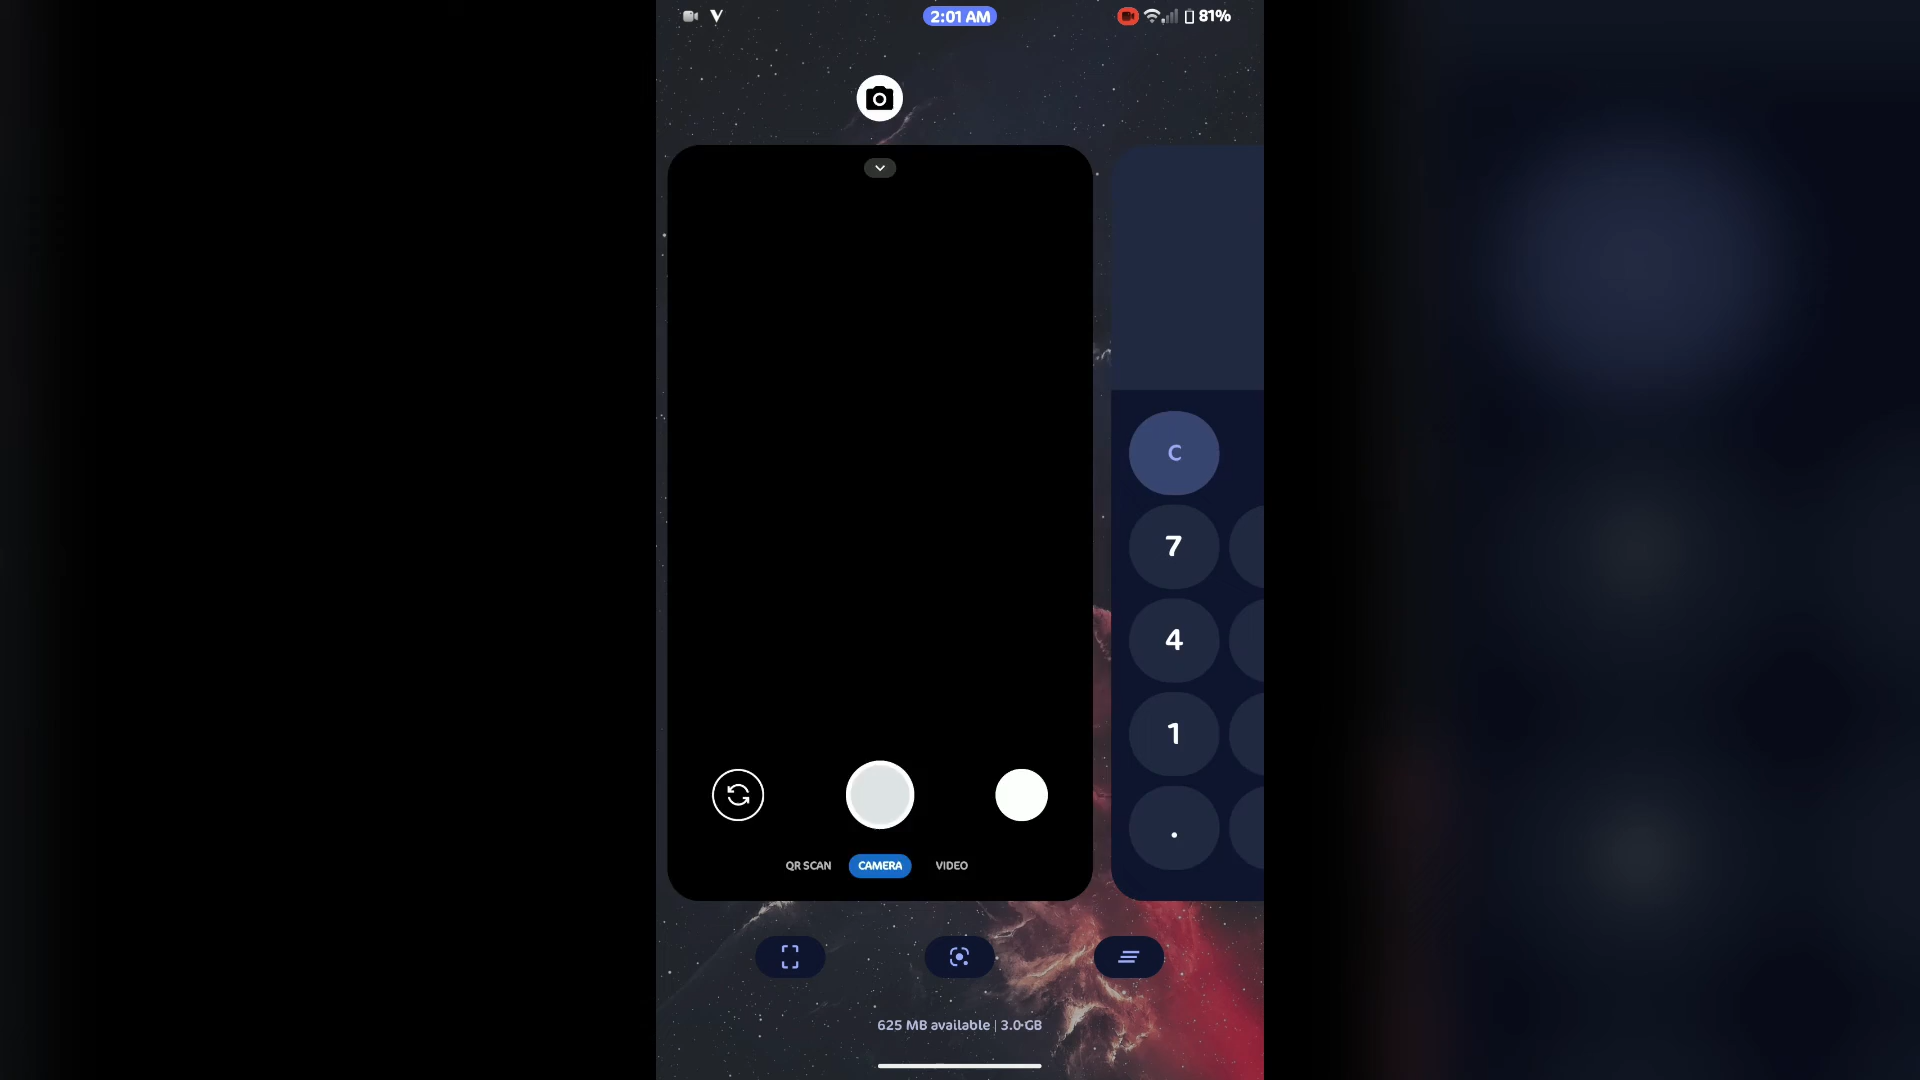 2:01 AM
81%
C
7
4
1
.
QR SCAN CAMERA VIDEO
625 MB available | 3.0 GB